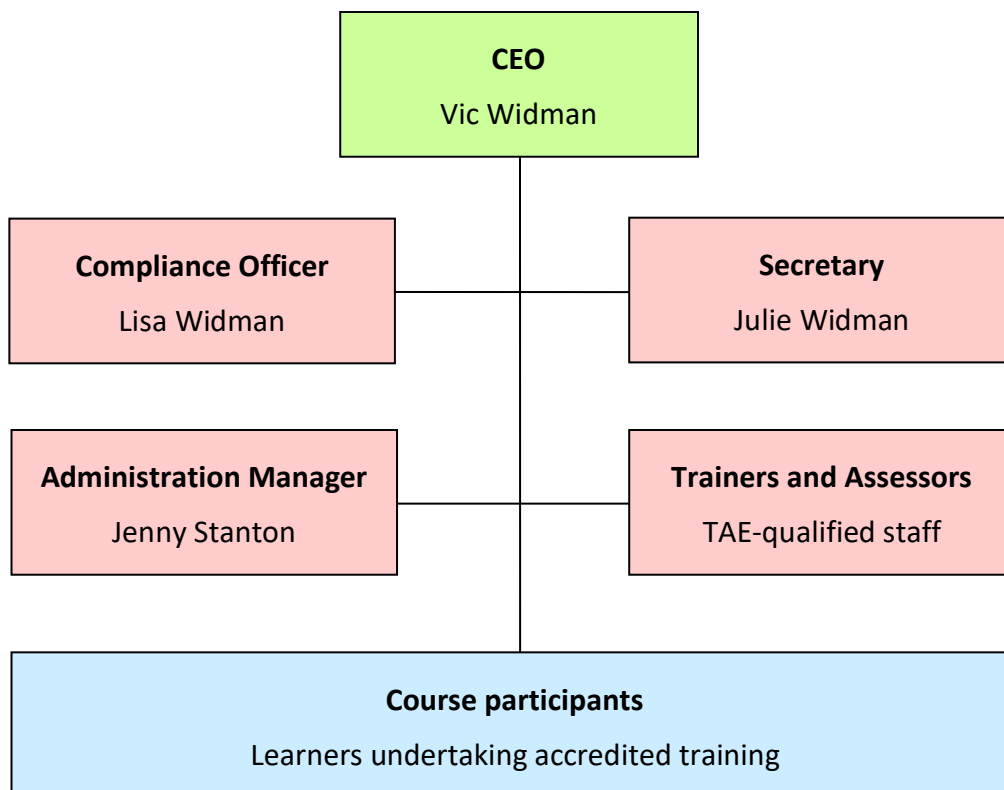 CEO
Vic Widman
Compliance Officer
Lisa Widman
Secretary
Julie Widman
Administration Manager
Jenny Stanton
Trainers and Assessors
TAE-qualified staff
Course participants
Learners undertaking accredited training